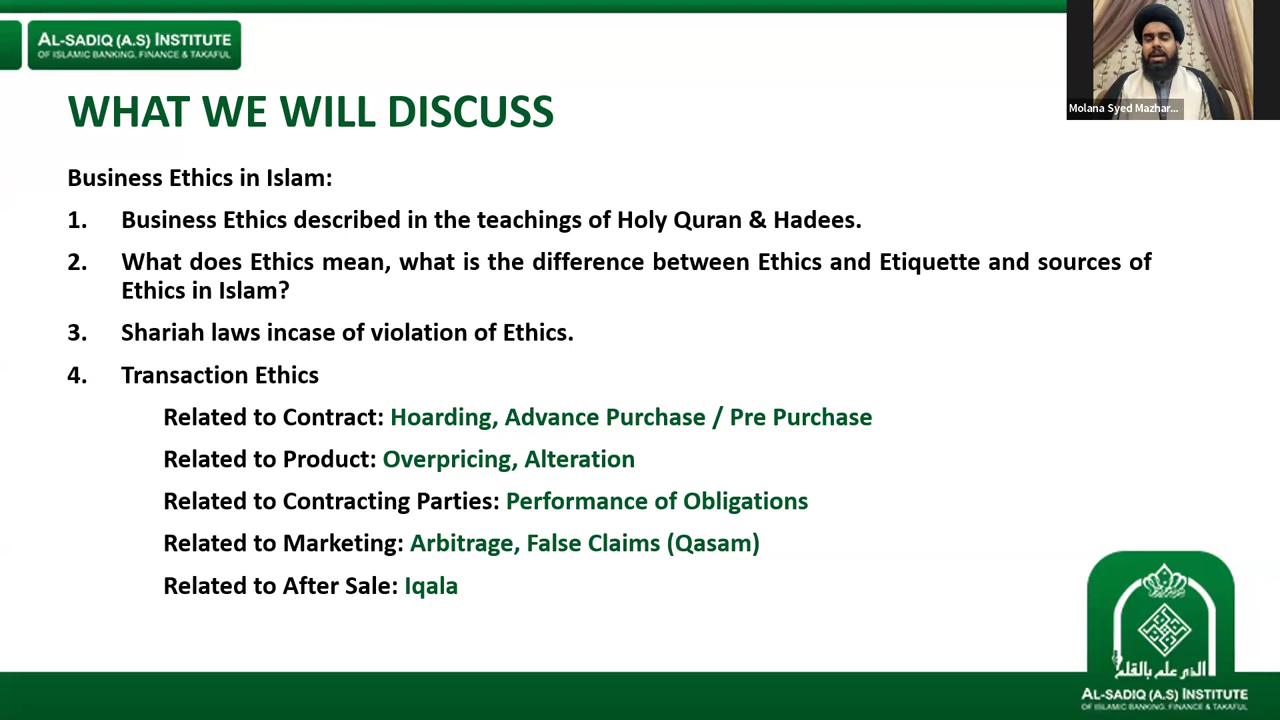 AL-SADIQ (A.S) INSTITUTE
OF ISLAMIC BANKING, FINANCE & TAKAFUL
Molana Syed Mazhar...
WHAT WE WILL DISCUSS
Business Ethics in Islam:
1. Business Ethics described in the teachings of Holy Quran & Hadees.
2. What does Ethics mean, what is the difference between Ethics and Etiquette and sources of
Ethics in Islam?
3. Shariah laws incase of violation of Ethics.
4. Transaction Ethics
Related to Contract: Hoarding, Advance Purchase / Pre Purchase
Related to Product: Overpricing, Alteration
Related to Contracting Parties: Performance of Obligations
Related to Marketing: Arbitrage, False Claims (Qasam)
Related to After Sale: Iqala
الذي علم بالقلم
AL-SADIQ (A.S) INSTITUTE
OF ISLAMIC BANKING, FINANCE & TAKAFUL